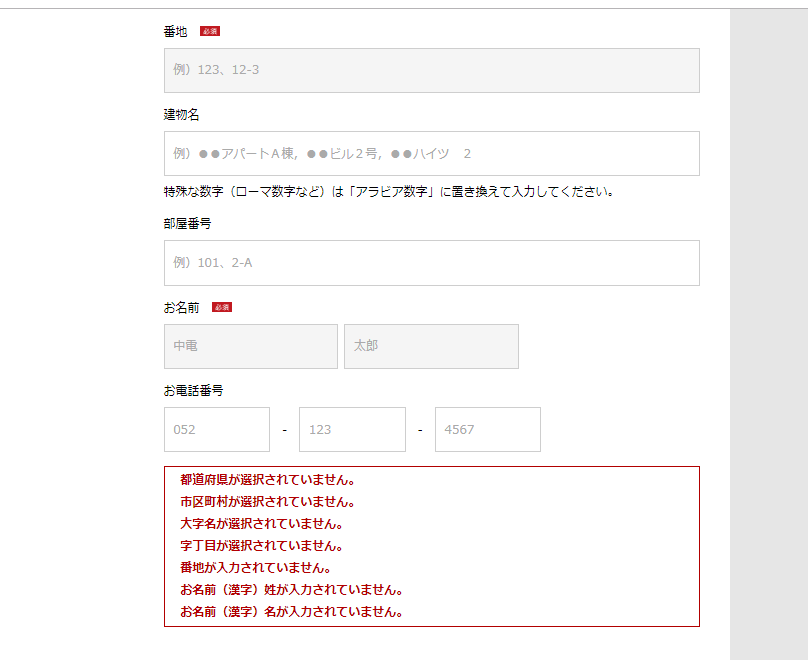 番地 必須
例）123、12-3
建物名
例）●●アパートＡ棟，●●ビル２号，●●ハイツ　2
特殊な数字（ローマ数字など）は「アラビア数字」に置き換えて入力してください。
部屋番号
例）101、2-A
お名前 必須
中電 太郎
お電話番号
052 - 123 - 4567
都道府県が選択されていません。
市区町村が選択されていません。
大字名が選択されていません。
字丁目が選択されていません。
番地が入力されていません。
お名前（漢字）姓が入力されていません。
お名前（漢字）名が入力されていません。